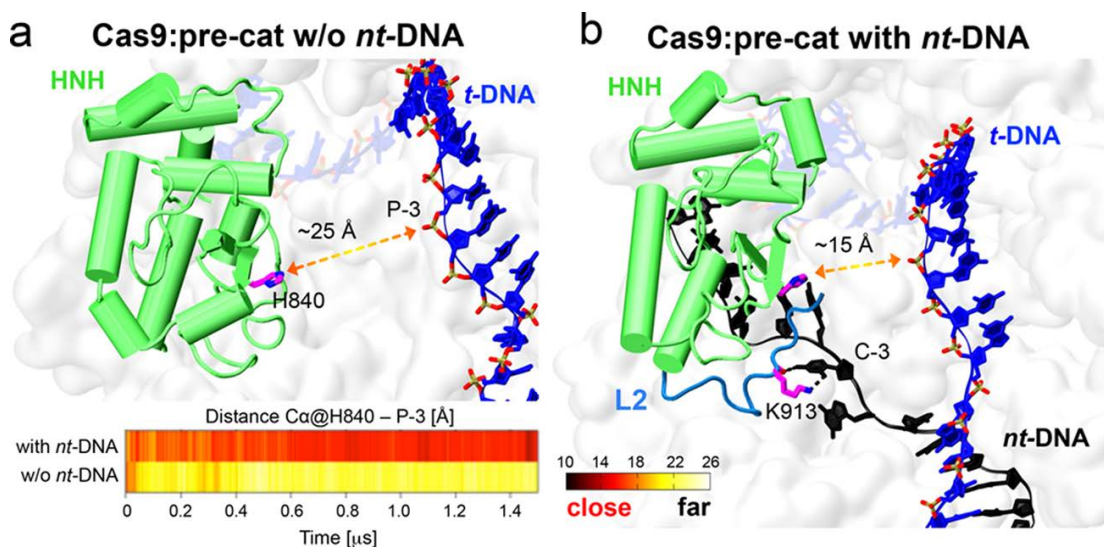 a
Cas9:pre-cat w/o nt-DNA
HNH
t-DNA
P-3
~25 Å
H840
Distance Cα@H840 – P-3 [Å]
with nt-DNA
w/o nt-DNA
0.2 0.4 0.6 0.8 1.0 1.2 1.4
Time [μs]
b
Cas9:pre-cat with nt-DNA
HNH
t-DNA
~15 Å
C-3
L2
K913
nt-DNA
10 14 18 22 26
close far